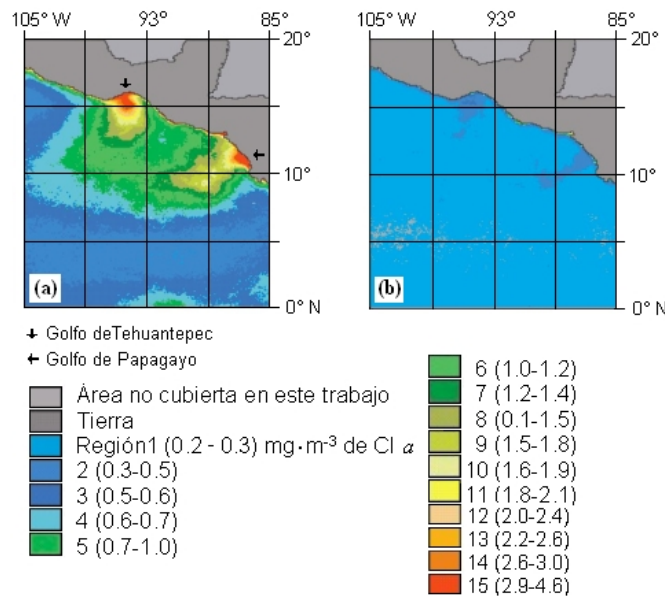 105° W 93° 85°
20°
10°
0° N
(a)
105° W 93° 85°
20°
10°
0° N
(b)
Golfo deTehuantepec
Golfo de Papagayo
Área no cubierta en este trabajo
Tierra
Región1 (0.2 - 0.3) mg·m⁻³ de Cl a
2 (0.3-0.5)
3 (0.5-0.6)
4 (0.6-0.7)
5 (0.7-1.0)
6 (1.0-1.2)
7 (1.2-1.4)
8 (0.1-1.5)
9 (1.5-1.8)
10 (1.6-1.9)
11 (1.8-2.1)
12 (2.0-2.4)
13 (2.2-2.6)
14 (2.6-3.0)
15 (2.9-4.6)